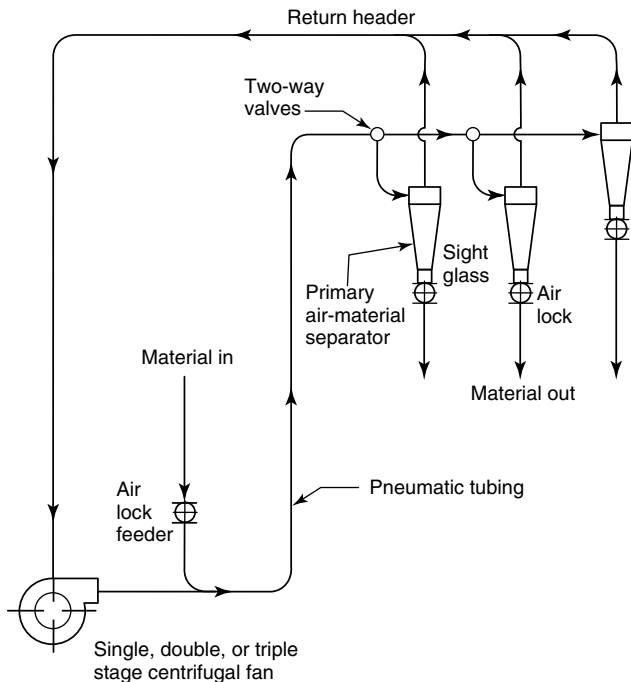 Return header
Two-way
valves
Sight
glass
Primary
air-material
separator
Air
lock
Material in
Material out
Air
lock
feeder
Pneumatic tubing
Single, double, or triple
stage centrifugal fan